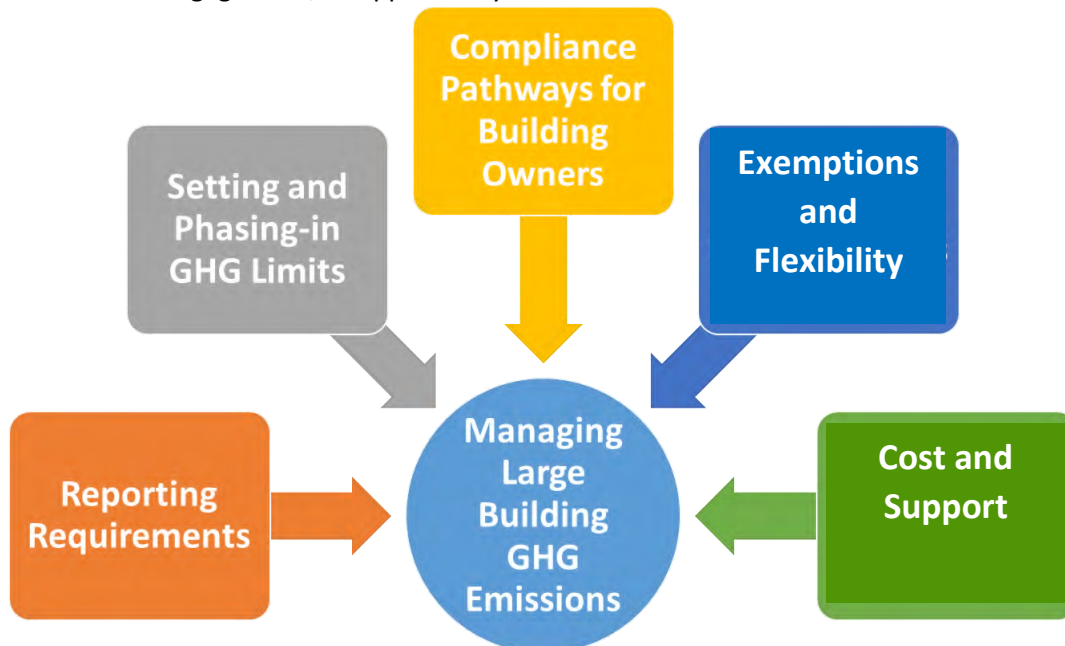 Compliance
Pathways for
Building
Owners
Setting and
Phasing-in
GHG Limits
Exemptions
and
Flexibility
Reporting
Requirements
Managing
Large
Building
GHG
Emissions
Cost and
Support